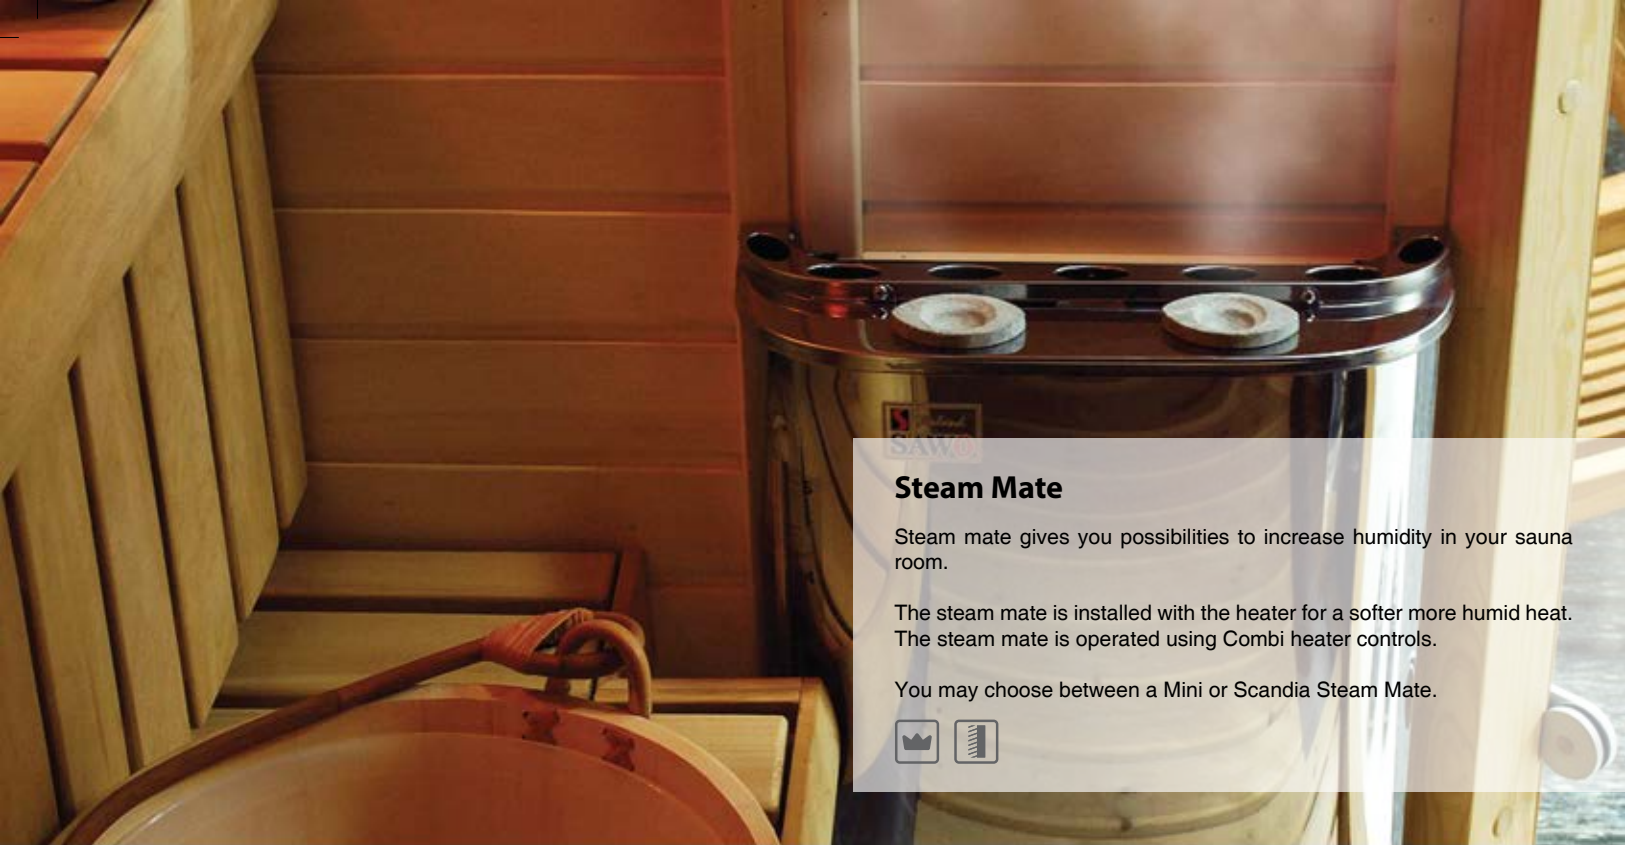 SAWO
Steam Mate
Steam mate gives you possibilities to increase humidity in your sauna
room.
The steam mate is installed with the heater for a softer more humid heat.
The steam mate is operated using Combi heater controls.
You may choose between a Mini or Scandia Steam Mate.